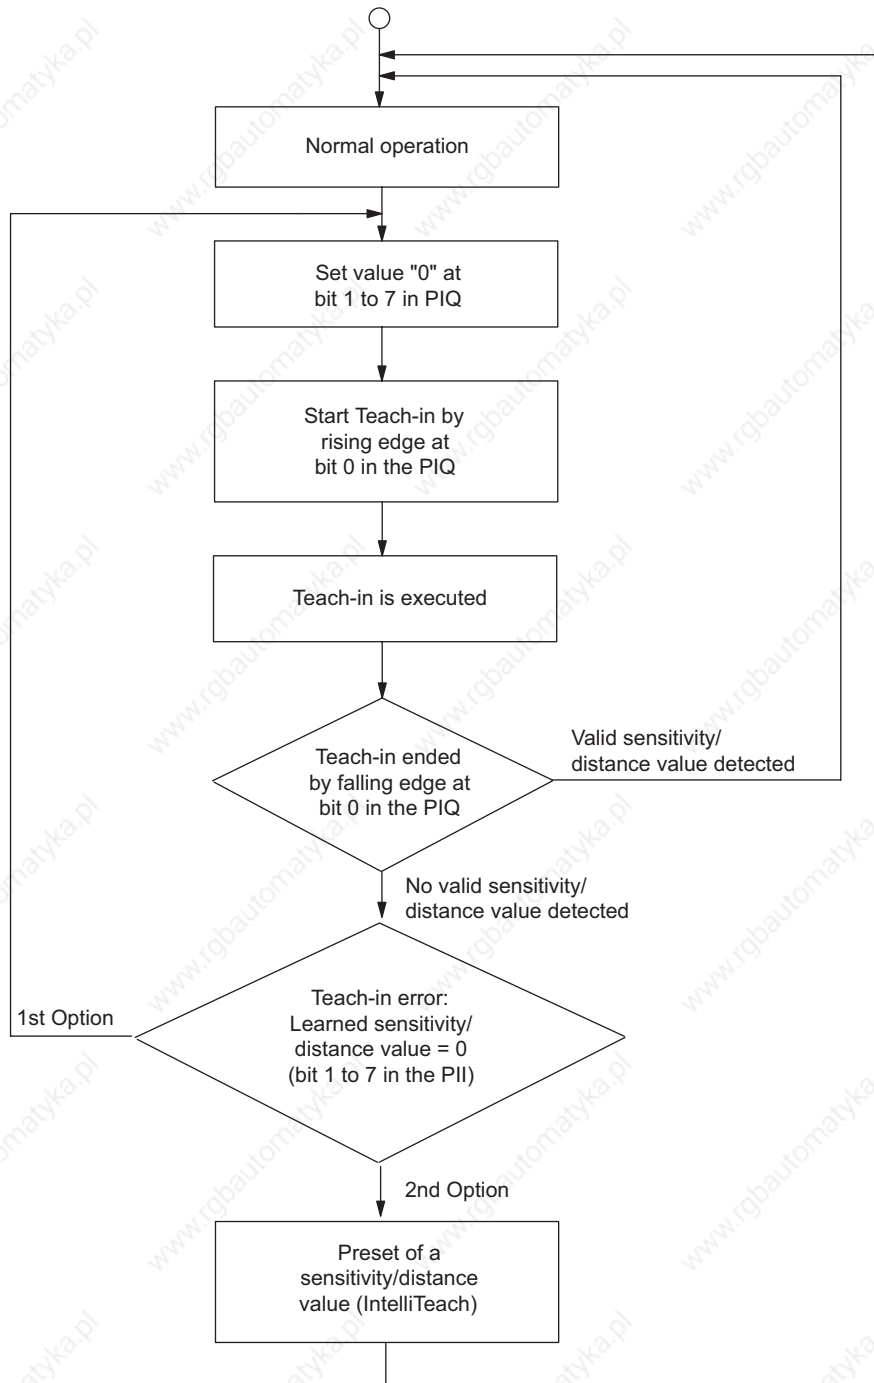 Normal operation
Set value "0" at
bit 1 to 7 in PIQ
Start Teach-in by
rising edge at
bit 0 in the PIQ
Teach-in is executed
Teach-in ended
by falling edge at
bit 0 in the PIQ
Valid sensitivity/
distance value detected
No valid sensitivity/
distance value detected
Teach-in error:
Learned sensitivity/
distance value = 0
(bit 1 to 7 in the PII)
1st Option
2nd Option
Preset of a
sensitivity/distance
value (IntelliTeach)
www.rgbautomatyka.pl